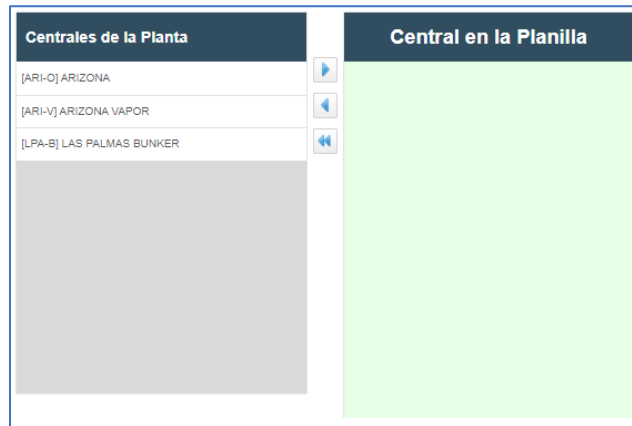 Centrales de la Planta
Central en la Planilla
[ARI-O] ARIZONA
[ARI-V] ARIZONA VAPOR
[LPA-B] LAS PALMAS BUNKER